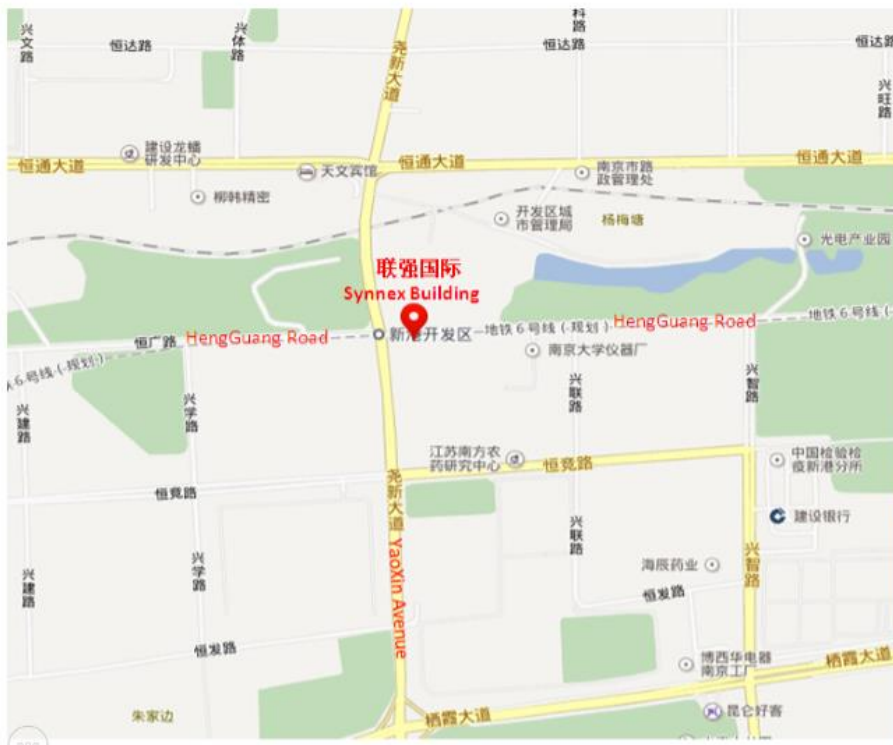 兴文路
恒达路
兴体路
尧新大道
科路
恒达路
恒达路
兴旺路
恒通大道
建设龙蟠
研发中心
天文宾馆
恒通大道
南京市路
政管理处
恒通大道
柳韩精密
开发区城
市管理局
杨梅塘
光电产业园
联强国际
Synnex Building
恒广路
HengGuang Road
新港开发区
地铁6号线(规划)
HengGuang Road
地铁6号线(规划
铁6号线(规划)
南京大学仪器厂
兴建路
兴学路
兴联路
兴智路
江苏南方农
药研究中心
恒竞路
中国检验检
疫新港分所
恒竞路
尧新大道
建设银行
兴建路
兴学路
YaoXin Avenue
兴联路
海辰药业
兴智路
恒发路
恒发路
博西华电器
南京工厂
栖霞大道
朱家边
栖霞大道
昆仑好客